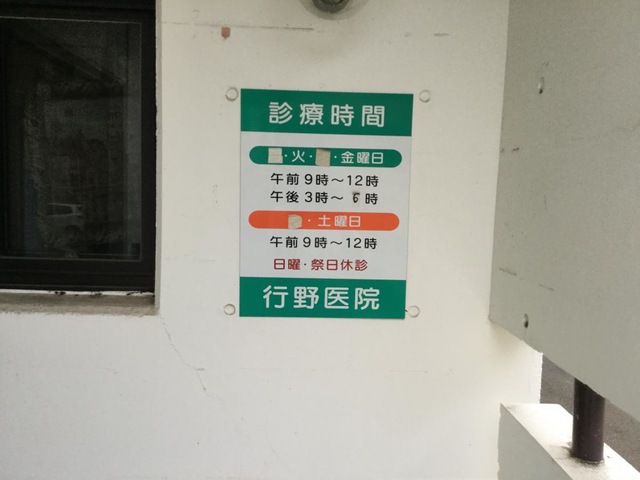 診療時間
・火・ ・金曜日
午前9時～12時
午後3時～6時
・土曜日
午前9時～12時
日曜・祭日休診
行野医院